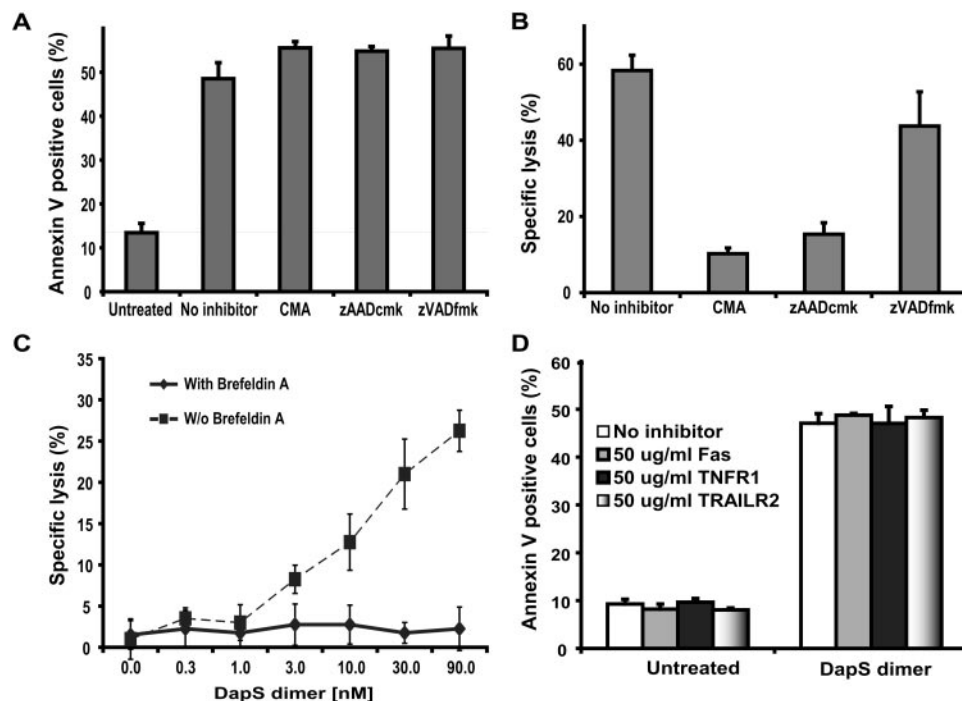 A
Annexin V positive cells (%)
60
50
40
30
20
10
0
Untreated No inhibitor CMA zAADcmk zVADfmk
B
Specific lysis (%)
60
40
20
0
No inhibitor CMA zAADcmk zVADfmk
C
Specific lysis (%)
35
30
25
20
15
10
5
0
With Brefeldin A
W/o Brefeldin A
0.0 0.3 1.0 3.0 10.0 30.0 90.0
DapS dimer [nM]
D
Annexin V positive cells (%)
60
50
40
30
20
10
0
No inhibitor
50 ug/ml Fas
50 ug/ml TNFR1
50 ug/ml TRAILR2
Untreated DapS dimer